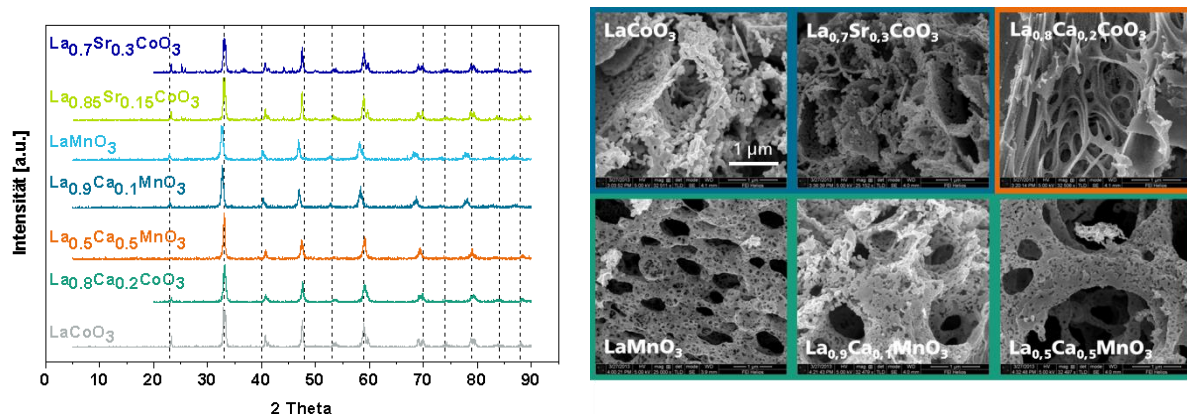 La0.7Sr0.3CoO3
La0.85Sr0.15CoO3
LaMnO3
La0.9Ca0.1MnO3
La0.5Ca0.5MnO3
La0.8Ca0.2CoO3
LaCoO3
Intensität [a.u.]
0 10 20 30 40 50 60 70 80 90
2 Theta
LaCoO3
La0,7Sr0,3CoO3
La0,8Ca0,2CoO3
1 µm
LaMnO3
La0,9Ca0,1MnO3
La0,5Ca0,5MnO3